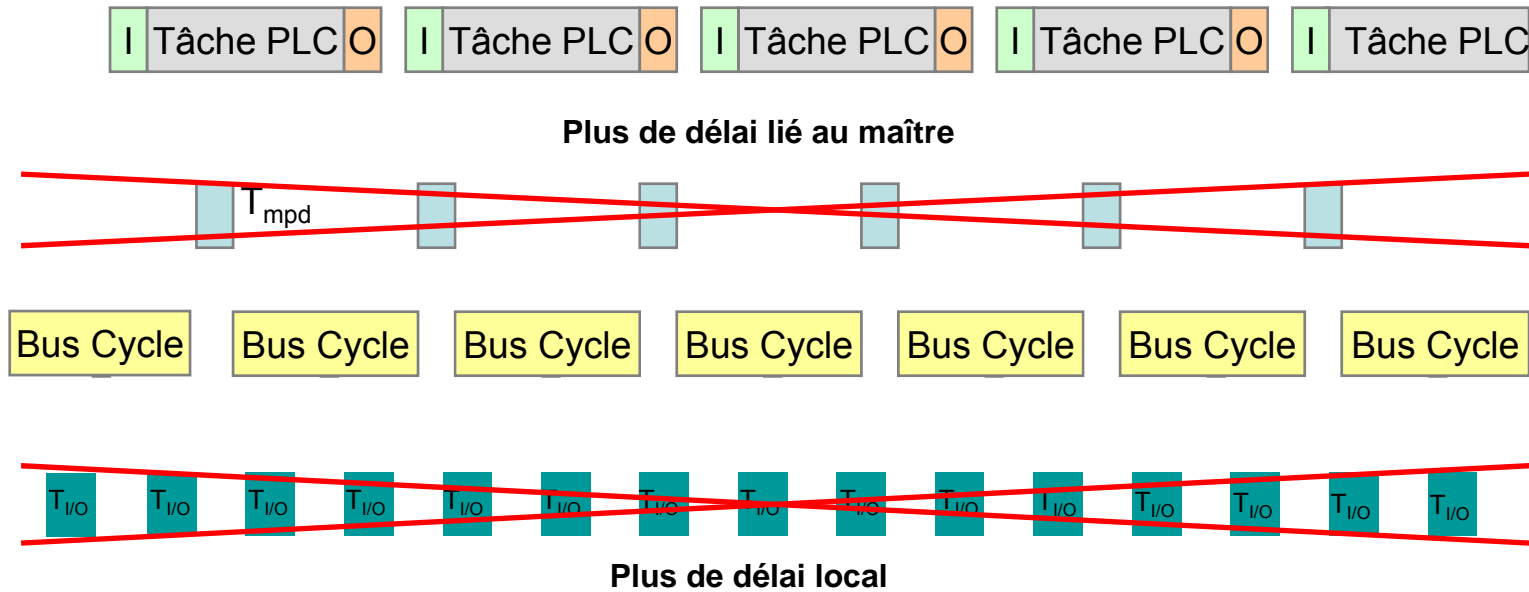 I Tâche PLC O I Tâche PLC O I Tâche PLC O I Tâche PLC O I Tâche PLC
Plus de délai lié au maître
Tmpd
Bus Cycle Bus Cycle Bus Cycle Bus Cycle Bus Cycle Bus Cycle Bus Cycle
TI/O TI/O TI/O TI/O TI/O TI/O TI/O TI/O TI/O TI/O TI/O TI/O TI/O TI/O TI/O
Plus de délai local